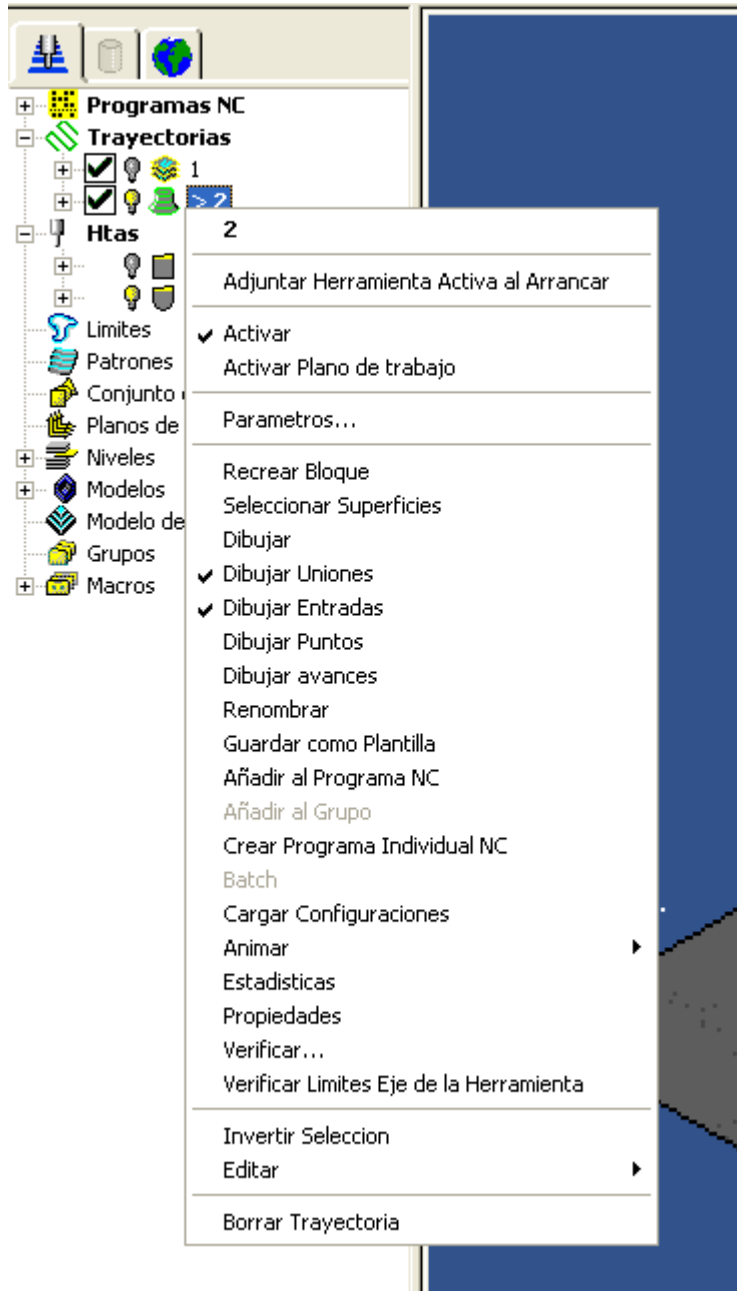 Programas NC
Trayectorias
1
> 2
Htas
Limites
Patrones
Conjunto
Planos de
Niveles
Modelos
Modelo de
Grupos
Macros
2
Adjuntar Herramienta Activa al Arrancar
Activar
Activar Plano de trabajo
Parametros...
Recrear Bloque
Seleccionar Superficies
Dibujar
Dibujar Uniones
Dibujar Entradas
Dibujar Puntos
Dibujar avances
Renombrar
Guardar como Plantilla
Añadir al Programa NC
Añadir al Grupo
Crear Programa Individual NC
Batch
Cargar Configuraciones
Animar
Estadisticas
Propiedades
Verificar...
Verificar Limites Eje de la Herramienta
Invertir Seleccion
Editar
Borrar Trayectoria